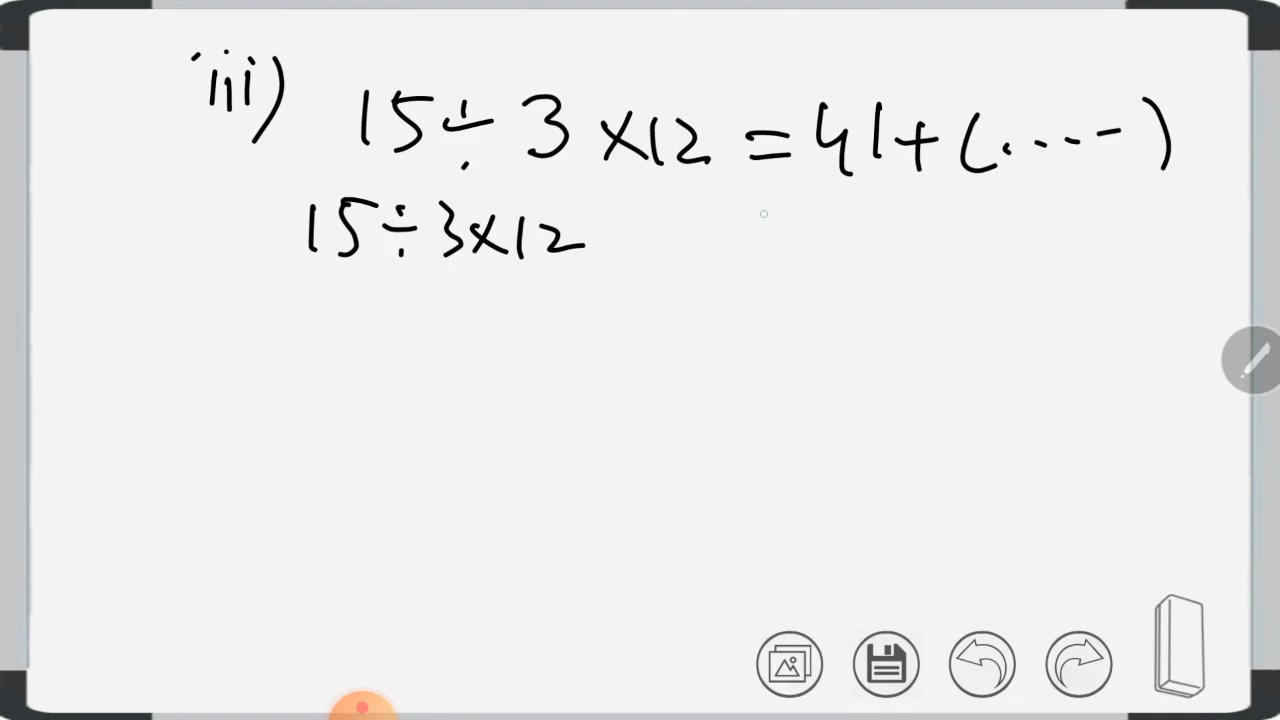 iii) 15 ÷ 3 × 12 = 41 + (....-)
15 ÷ 3 × 12